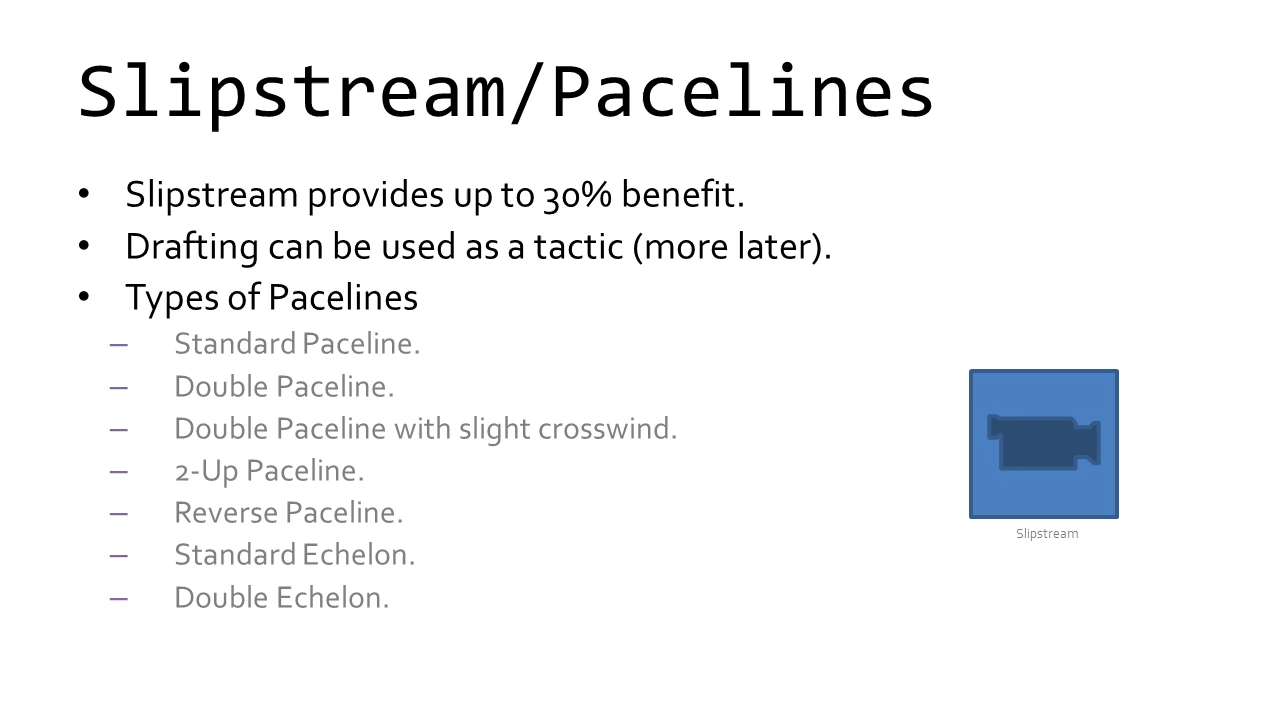 Slipstream/Pacelines
• Slipstream provides up to 30% benefit.
• Drafting can be used as a tactic (more later).
• Types of Pacelines
– Standard Paceline.
– Double Paceline.
– Double Paceline with slight crosswind.
– 2-Up Paceline.
– Reverse Paceline.
– Standard Echelon.
– Double Echelon.
Slipstream